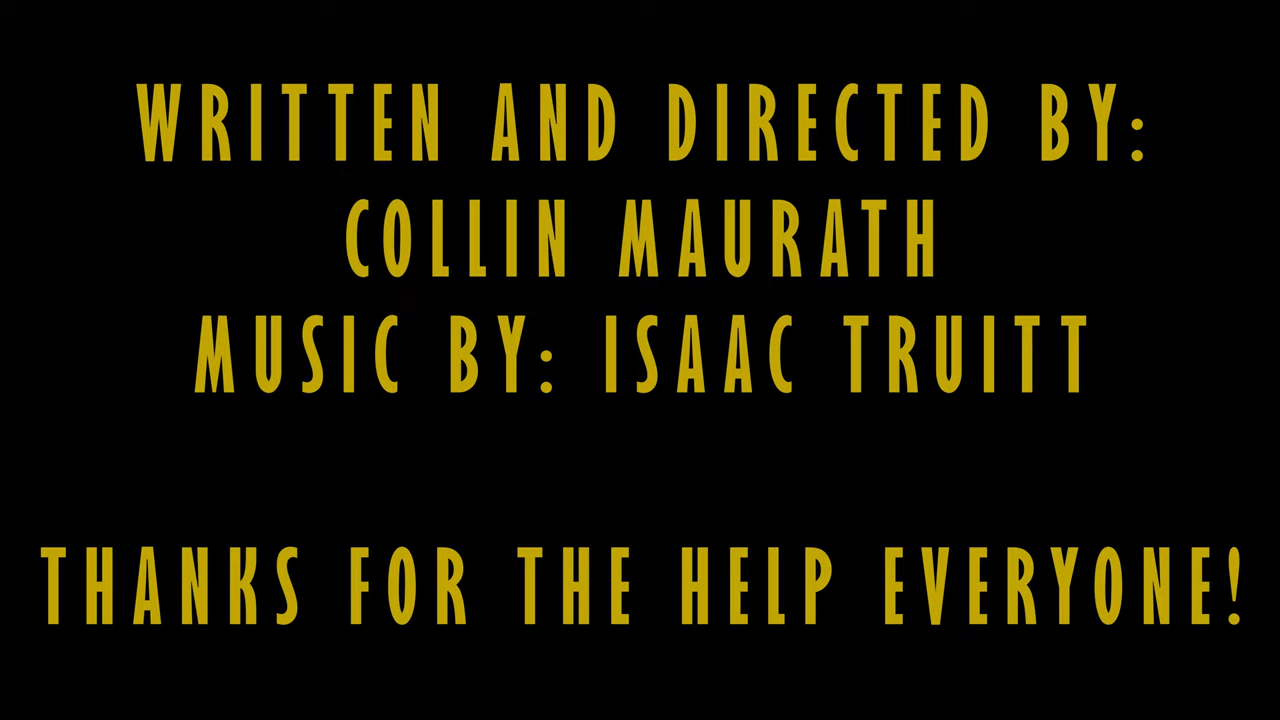 WRITTEN AND DIRECTED BY:
COLLIN MAURATH
MUSIC BY: ISAAC TRUITT
THANKS FOR THE HELP EVERYONE!